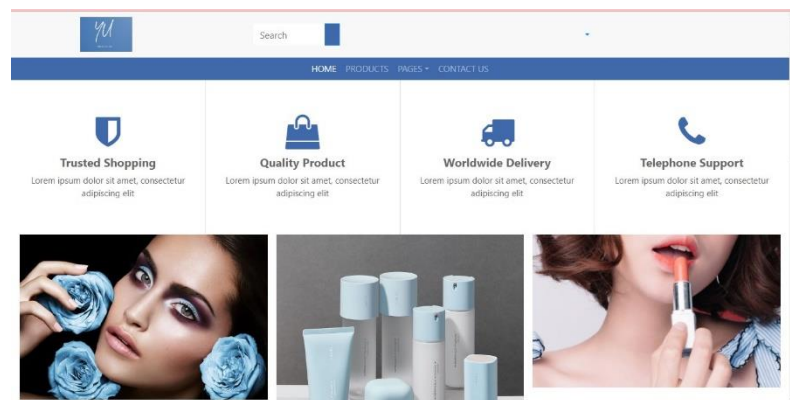 YU
Search
HOME PRODUCTS PAGES CONTACT US
Trusted Shopping
Lorem ipsum dolor sit amet, consectetur
adipiscing elit
Quality Product
Lorem ipsum dolor sit amet, consectetur
adipiscing elit
Worldwide Delivery
Lorem ipsum dolor sit amet, consectetur
adipiscing elit
Telephone Support
Lorem ipsum dolor sit amet, consectetur
adipiscing elit